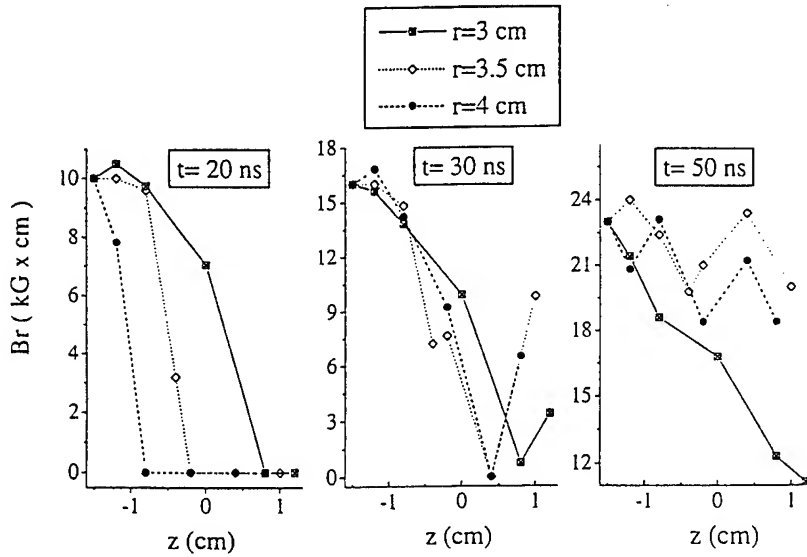 r=3 cm
r=3.5 cm
r=4 cm
t= 20 ns
t= 30 ns
t= 50 ns
Br ( kG x cm )
10
8
6
4
2
0
18
15
12
9
6
3
0
24
21
18
15
12
-1 0 1
-1 0 1
-1 0 1
z (cm)
z (cm)
z (cm)